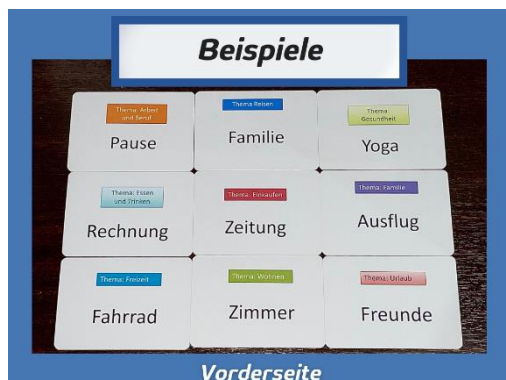 Beispiele
Thema: Arbeit
und Beruf
Pause
Thema Reisen
Familie
Thema:
Gesundheit
Yoga
Thema: Essen
und Trinken
Rechnung
Thema: Einkaufen
Zeitung
Thema: Familie
Ausflug
Thema: Freizeit
Fahrrad
Thema: Wohnen
Zimmer
Thema: Urlaub
Freunde
Vorderseite